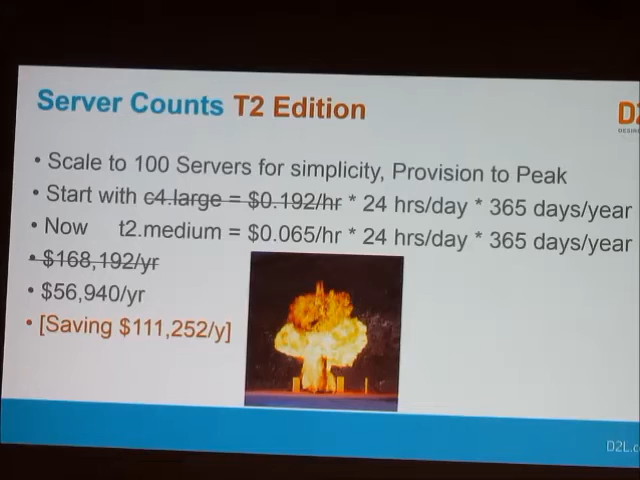 Server Counts T2 Edition
D2
• Scale to 100 Servers for simplicity, Provision to Peak
• Start with c4.large = $0.192/hr * 24 hrs/day * 365 days/year
• Now t2.medium = $0.065/hr * 24 hrs/day * 365 days/year
• $168,192/yr
• $56,940/yr
• [Saving $111,252/y]
D2L.c